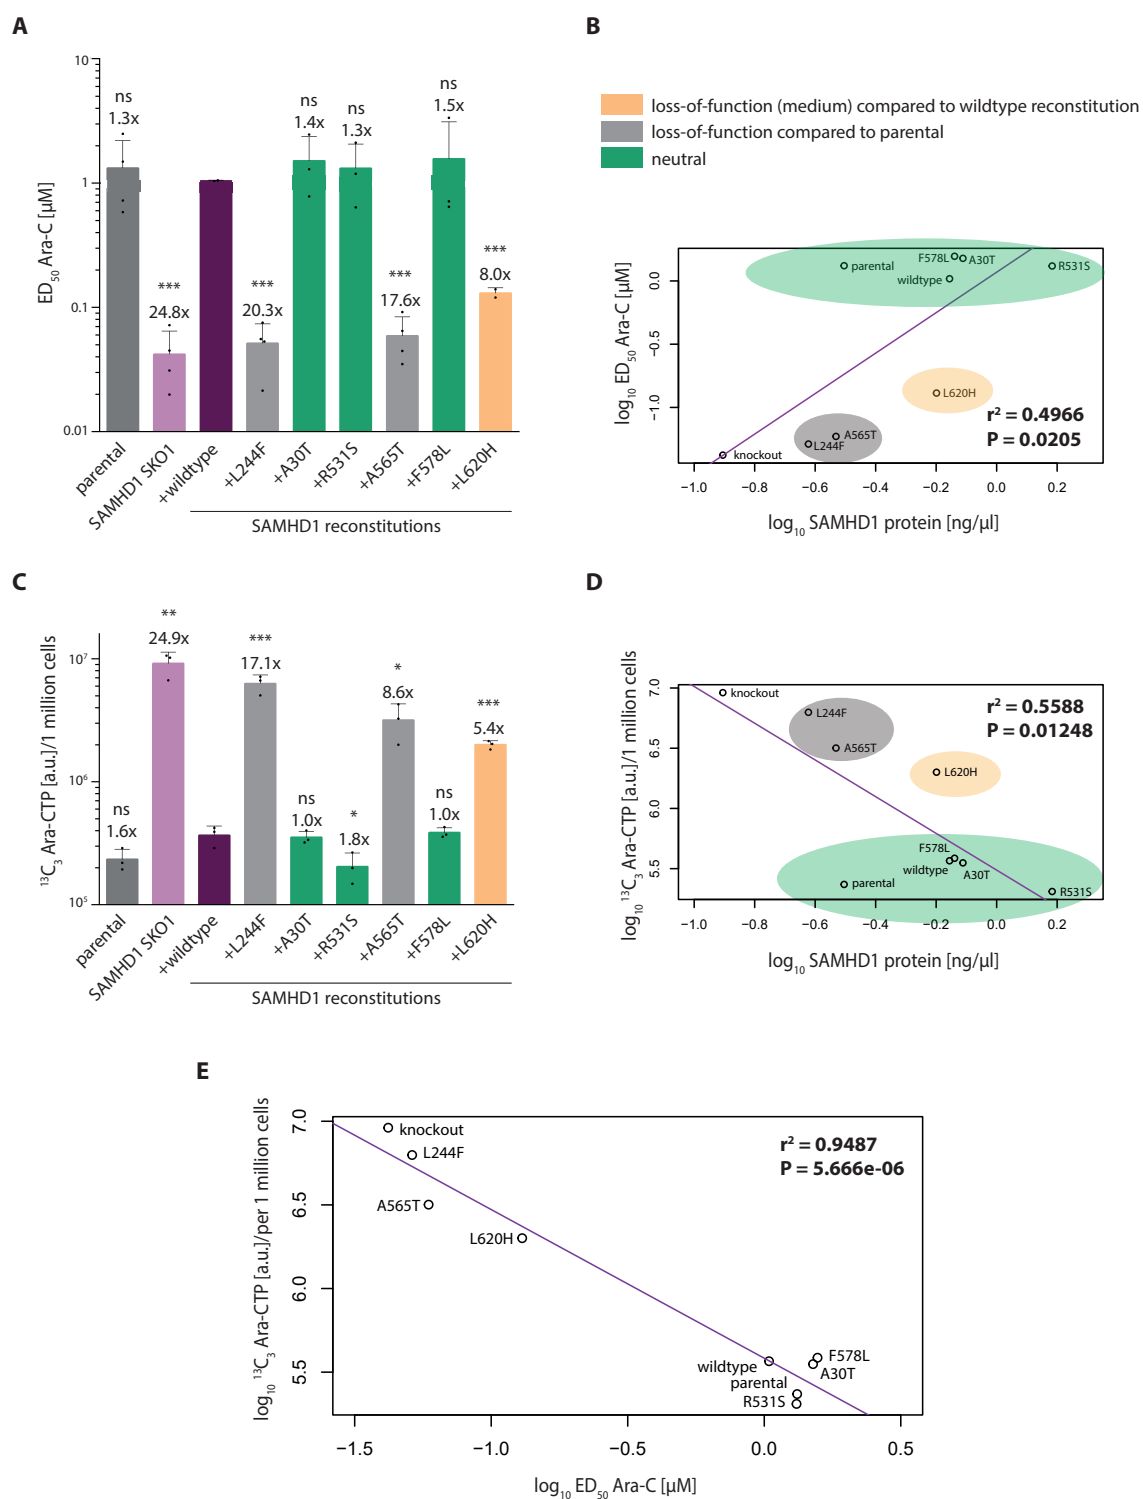 A
ED50 Ara-C [µM]
10
1
0.1
0.01
ns
1.3x
***
24.8x
***
20.3x
ns
1.4x
ns
1.3x
***
17.6x
ns
1.5x
***
8.0x
parental
SAMHD1 SKO1
+wildtype
+L244F
+A30T
+R531S
+A565T
+F578L
+L620H
SAMHD1 reconstitutions
B
loss-of-function (medium) compared to wildtype reconstitution
loss-of-function compared to parental
neutral
log10 ED50 Ara-C [µM]
0.0
−0.5
−1.0
parental
F578L
A30T
wildtype
R531S
L620H
A565T
L244F
knockout
r² = 0.4966
P = 0.0205
−1.0
−0.8
−0.6
−0.4
−0.2
0.0
0.2
log10 SAMHD1 protein [ng/µl]
C
13C3 Ara-CTP [a.u.]/1 million cells
10⁷
10⁶
10⁵
ns
1.6x
**
24.9x
***
17.1x
ns
1.0x
*
1.8x
*
8.6x
ns
1.0x
***
5.4x
parental
SAMHD1 SKO1
+wildtype
+L244F
+A30T
+R531S
+A565T
+F578L
+L620H
SAMHD1 reconstitutions
D
log10 13C3 Ara-CTP [a.u.]/1 million cells
7.0
6.5
6.0
5.5
knockout
L244F
A565T
L620H
F578L
wildtype
A30T
parental
R531S
r² = 0.5588
P = 0.01248
−1.0
−0.8
−0.6
−0.4
−0.2
0.0
0.2
log10 SAMHD1 protein [ng/µl]
E
log10 13C3 Ara-CTP [a.u.]/per 1 million cells
7.0
6.5
6.0
5.5
knockout
L244F
A565T
L620H
wildtype
F578L
A30T
parental
R531S
r² = 0.9487
P = 5.666e-06
−1.5
−1.0
−0.5
0.0
0.5
log10 ED50 Ara-C [µM]